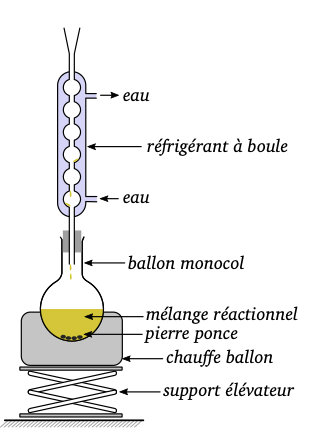 eau
réfrigérant à boule
eau
ballon monocol
mélange réactionnel
pierre ponce
chauffe ballon
support élévateur